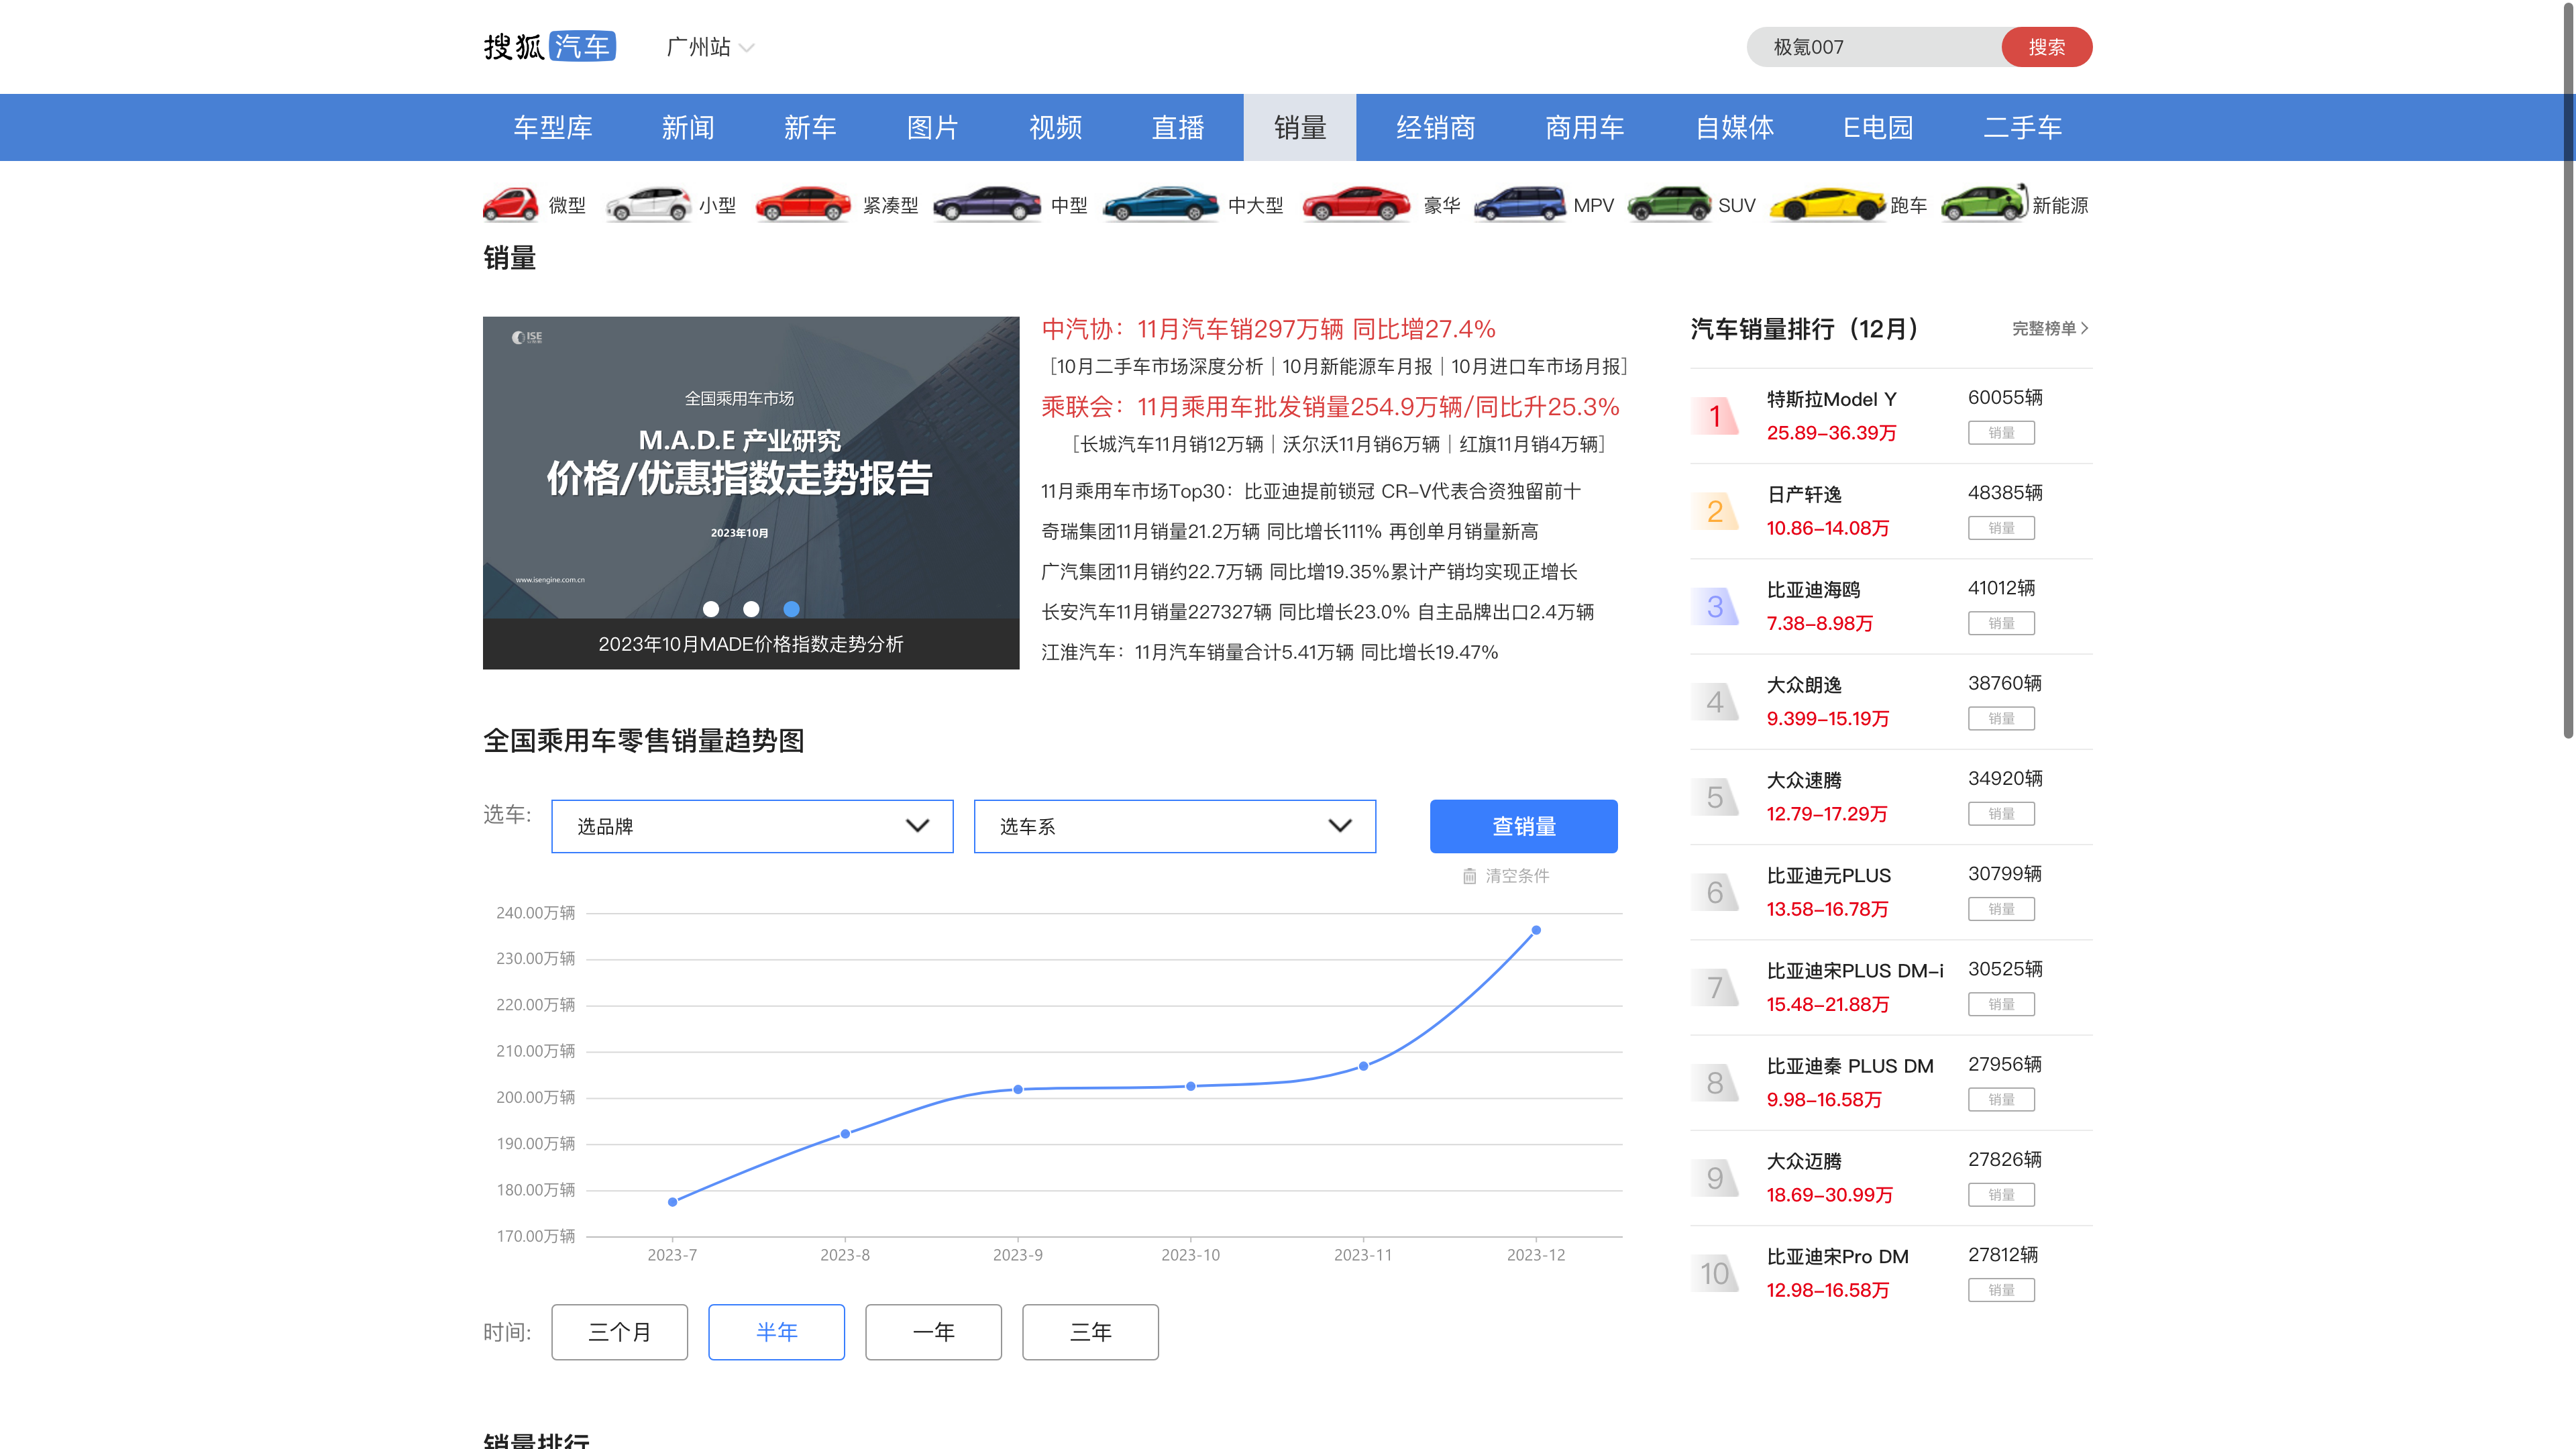 搜狐 汽车
广州站
极氪007
搜索
车型库 新闻 新车 图片 视频 直播 销量 经销商 商用车 自媒体 E电园 二手车
微型 小型 紧凑型 中型 中大型 豪华 MPV SUV 跑车 新能源
销量
ISE
全国乘用车市场
M.A.D.E 产业研究
价格/优惠指数走势报告
2023年10月
www.isengine.com.cn
2023年10月MADE价格指数走势分析
中汽协：11月汽车销297万辆 同比增27.4%
[10月二手车市场深度分析｜10月新能源车月报｜10月进口车市场月报]
乘联会：11月乘用车批发销量254.9万辆/同比升25.3%
[长城汽车11月销12万辆｜沃尔沃11月销6万辆｜红旗11月销4万辆]
11月乘用车市场Top30：比亚迪提前锁冠 CR-V代表合资独留前十
奇瑞集团11月销量21.2万辆 同比增长111% 再创单月销量新高
广汽集团11月销约22.7万辆 同比增19.35%累计产销均实现正增长
长安汽车11月销量227327辆 同比增长23.0% 自主品牌出口2.4万辆
江淮汽车：11月汽车销量合计5.41万辆 同比增长19.47%
全国乘用车零售销量趋势图
选车:
选品牌
选车系
查销量
清空条件
240.00万辆
230.00万辆
220.00万辆
210.00万辆
200.00万辆
190.00万辆
180.00万辆
170.00万辆
2023-7 2023-8 2023-9 2023-10 2023-11 2023-12
时间: 三个月 半年 一年 三年
销量排行
汽车销量排行（12月）
完整榜单
1 特斯拉Model Y 60055辆
25.89-36.39万 销量
2 日产轩逸 48385辆
10.86-14.08万 销量
3 比亚迪海鸥 41012辆
7.38-8.98万 销量
4 大众朗逸 38760辆
9.399-15.19万 销量
5 大众速腾 34920辆
12.79-17.29万 销量
6 比亚迪元PLUS 30799辆
13.58-16.78万 销量
7 比亚迪宋PLUS DM-i 30525辆
15.48-21.88万 销量
8 比亚迪秦 PLUS DM 27956辆
9.98-16.58万 销量
9 大众迈腾 27826辆
18.69-30.99万 销量
10 比亚迪宋Pro DM 27812辆
12.98-16.58万 销量